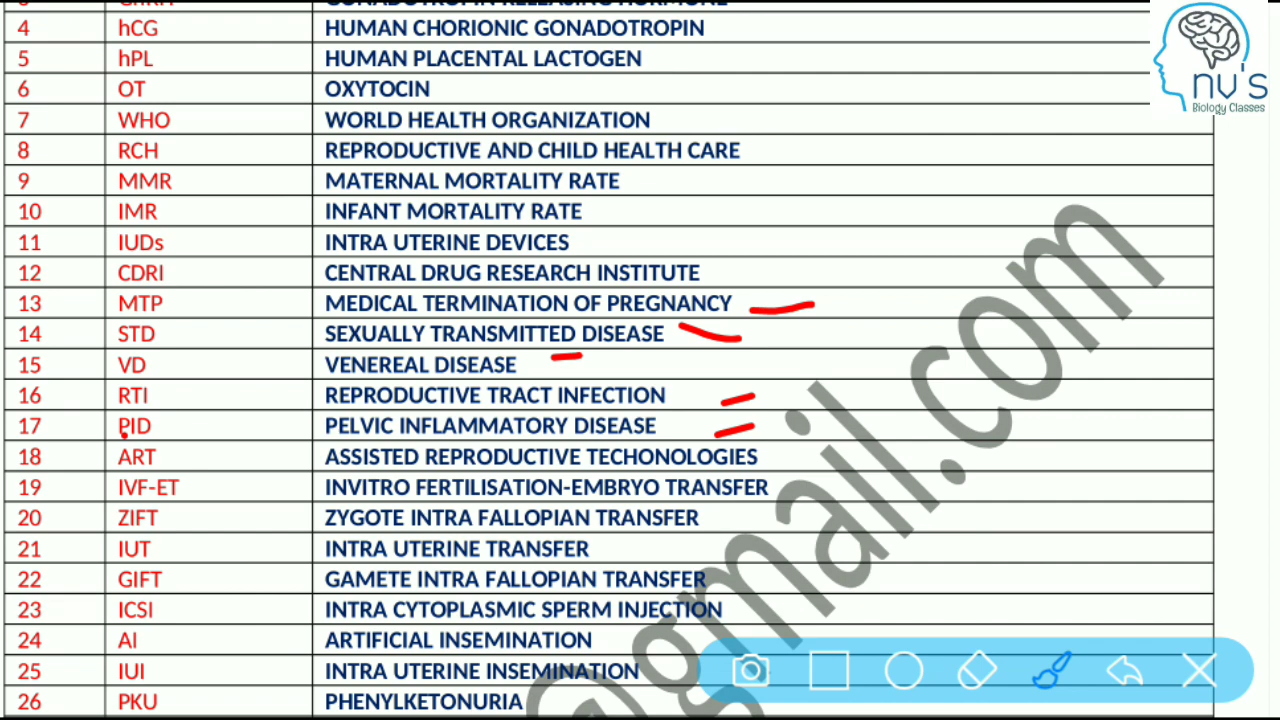 4 hCG HUMAN CHORIONIC GONADOTROPIN
5 hPL HUMAN PLACENTAL LACTOGEN
6 OT OXYTOCIN
7 WHO WORLD HEALTH ORGANIZATION
8 RCH REPRODUCTIVE AND CHILD HEALTH CARE
9 MMR MATERNAL MORTALITY RATE
10 IMR INFANT MORTALITY RATE
11 IUDs INTRA UTERINE DEVICES
12 CDRI CENTRAL DRUG RESEARCH INSTITUTE
13 MTP MEDICAL TERMINATION OF PREGNANCY
14 STD SEXUALLY TRANSMITTED DISEASE
15 VD VENEREAL DISEASE
16 RTI REPRODUCTIVE TRACT INFECTION
17 PID PELVIC INFLAMMATORY DISEASE
18 ART ASSISTED REPRODUCTIVE TECHONOLOGIES
19 IVF-ET INVITRO FERTILISATION-EMBRYO TRANSFER
20 ZIFT ZYGOTE INTRA FALLOPIAN TRANSFER
21 IUT INTRA UTERINE TRANSFER
22 GIFT GAMETE INTRA FALLOPIAN TRANSFER
23 ICSI INTRA CYTOPLASMIC SPERM INJECTION
24 AI ARTIFICIAL INSEMINATION
25 IUI INTRA UTERINE INSEMINATION
26 PKU PHENYLKETONURIA
nv's
Biology Classes
@gmail.com